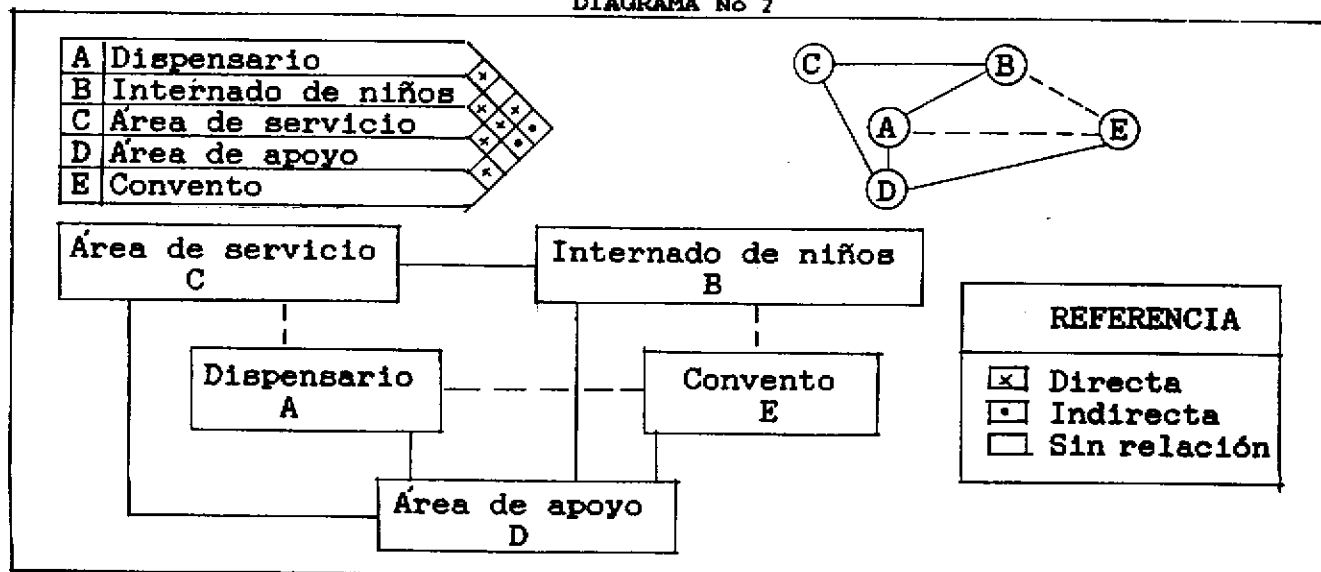 DIAGRAMA No 2
A Dispensario
B Internado de niños
C Área de servicio
D Área de apoyo
E Convento
C B
A E
D
Área de servicio
C
Internado de niños
B
Dispensario
A
Convento
E
Área de apoyo
D
REFERENCIA
x Directa
• Indirecta
Sin relación